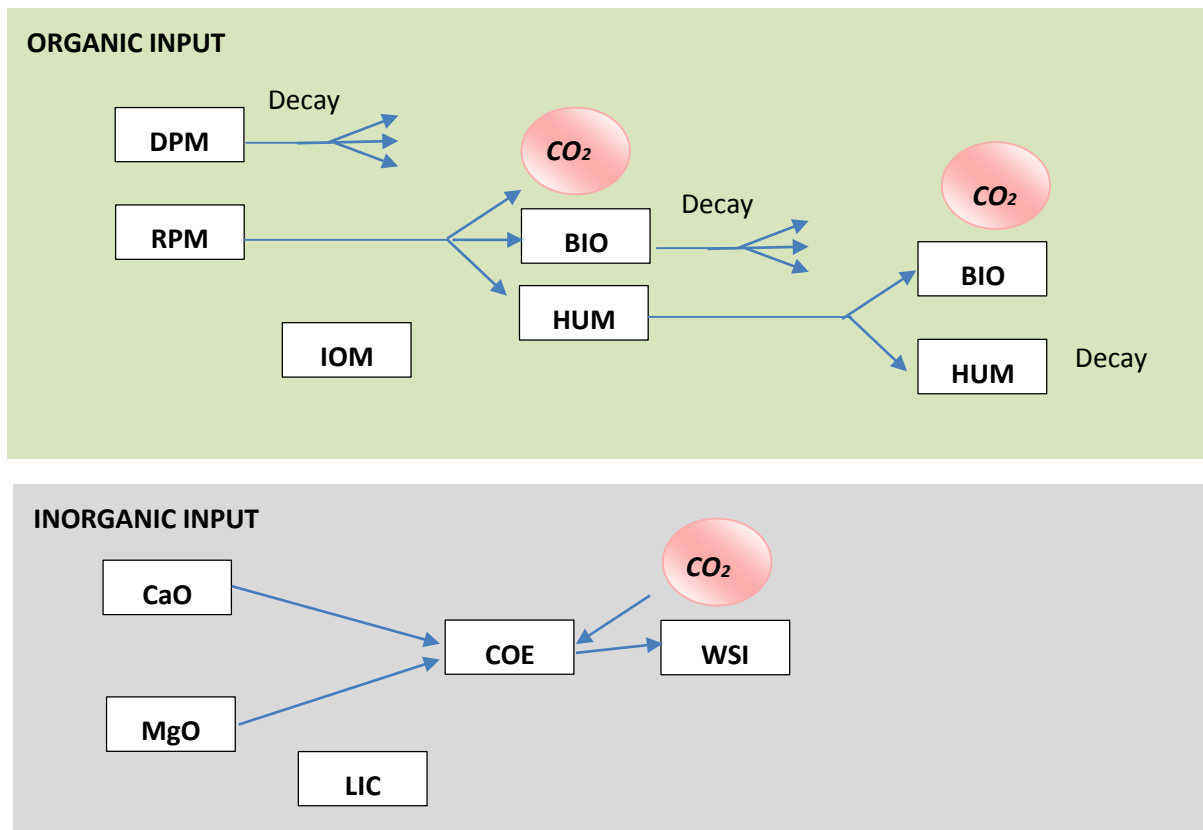 ORGANIC INPUT
Decay
DPM
CO₂
RPM
BIO
Decay
CO₂
BIO
HUM
IOM
HUM
Decay
INORGANIC INPUT
CO₂
CaO
COE
WSI
MgO
LIC